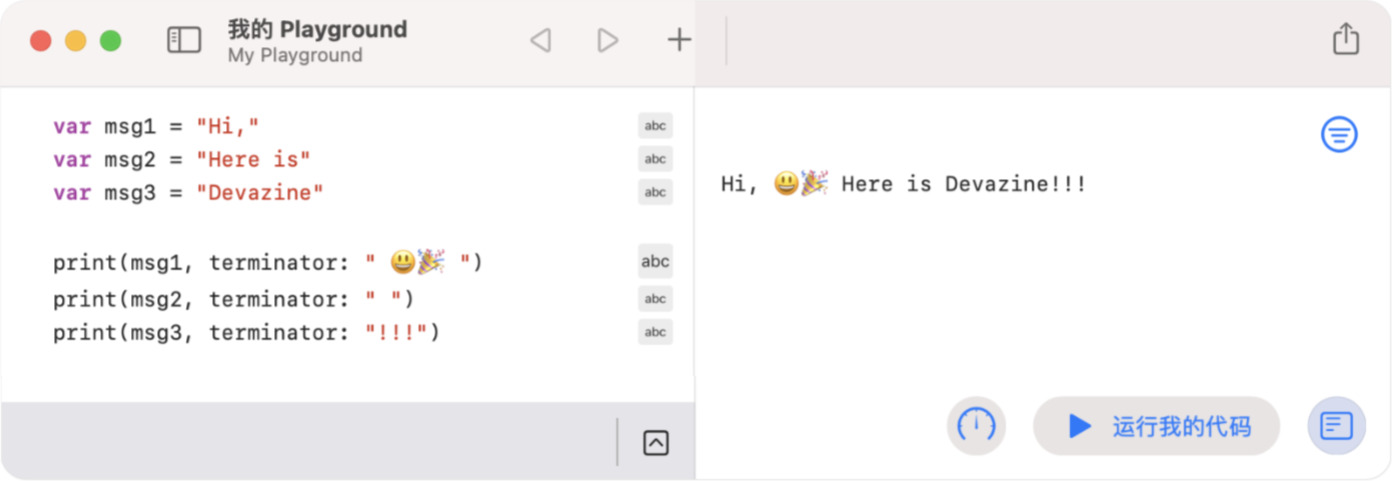 我的 Playground
My Playground
var msg1 = "Hi,"
abc
var msg2 = "Here is"
abc
var msg3 = "Devazine"
abc
print(msg1, terminator: " 😃🎉 ")
abc
print(msg2, terminator: " ")
abc
print(msg3, terminator: "!!!")
abc
Hi, 😃🎉 Here is Devazine!!!
运行我的代码